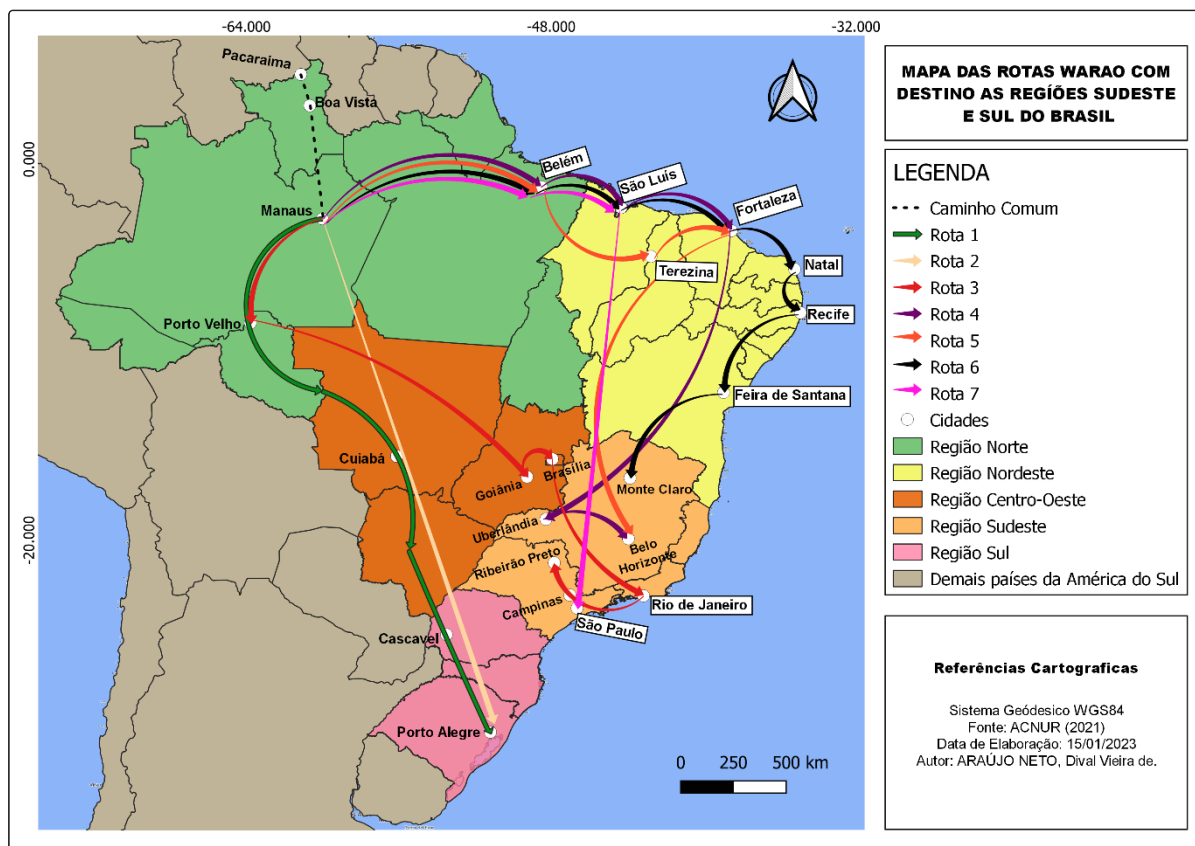 -64.000
-48.000
-32.000
0.000
-20.000
Pacaraima
Boa Vista
Manaus
Belém
São Luís
Fortaleza
Terezina
Natal
Recife
Porto Velho
Feira de Santana
Cuiabá
Goiânia
Brasília
Monte Claro
Uberlândia
Belo
Horizonte
Ribeirão Preto
Campinas
Rio de Janeiro
São Paulo
Cascavel
Porto Alegre
0 250 500 km
MAPA DAS ROTAS WARAO COM
DESTINO AS REGÍÕES SUDESTE
E SUL DO BRASIL
LEGENDA
Caminho Comum
Rota 1
Rota 2
Rota 3
Rota 4
Rota 5
Rota 6
Rota 7
Cidades
Região Norte
Região Nordeste
Região Centro-Oeste
Região Sudeste
Região Sul
Demais países da América do Sul
Referências Cartograficas
Sistema Geódesico WGS84
Fonte: ACNUR (2021)
Data de Elaboração: 15/01/2023
Autor: ARAÚJO NETO, Dival Vieira de.